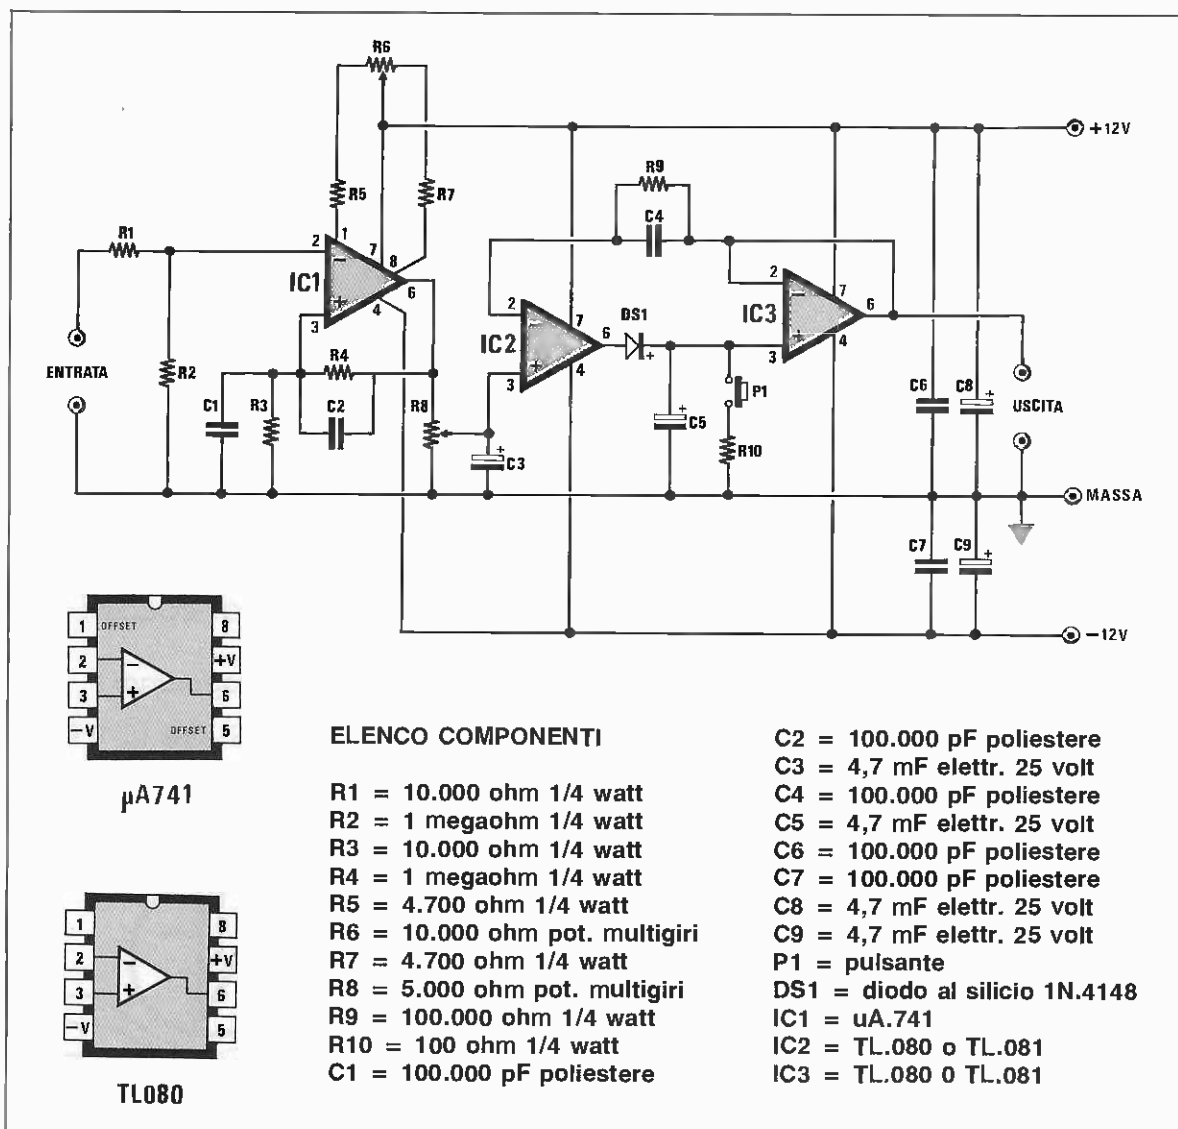 R6
+12V
R5
R7
R9
C4
R1
2
1
7
8
6
4
3
IC1
ENTRATA
R2
C1
R3
R4
C2
R8
C3
2
3
IC2
7
6
4
DS1
+
C5
P1
R10
2
3
IC3
7
6
4
C6
C8
USCITA
MASSA
C7
C9
-12V
1 OFFSET 8
2 +V
3 6
-V OFFSET 5
µA741
1 8
2 +V
3 6
-V 5
TL080
ELENCO COMPONENTI
R1 = 10.000 ohm 1/4 watt
R2 = 1 megaohm 1/4 watt
R3 = 10.000 ohm 1/4 watt
R4 = 1 megaohm 1/4 watt
R5 = 4.700 ohm 1/4 watt
R6 = 10.000 ohm pot. multigiri
R7 = 4.700 ohm 1/4 watt
R8 = 5.000 ohm pot. multigiri
R9 = 100.000 ohm 1/4 watt
R10 = 100 ohm 1/4 watt
C1 = 100.000 pF poliestere
C2 = 100.000 pF poliestere
C3 = 4,7 mF elettr. 25 volt
C4 = 100.000 pF poliestere
C5 = 4,7 mF elettr. 25 volt
C6 = 100.000 pF poliestere
C7 = 100.000 pF poliestere
C8 = 4,7 mF elettr. 25 volt
C9 = 4,7 mF elettr. 25 volt
P1 = pulsante
DS1 = diodo al silicio 1N.4148
IC1 = uA.741
IC2 = TL.080 o TL.081
IC3 = TL.080 0 TL.081